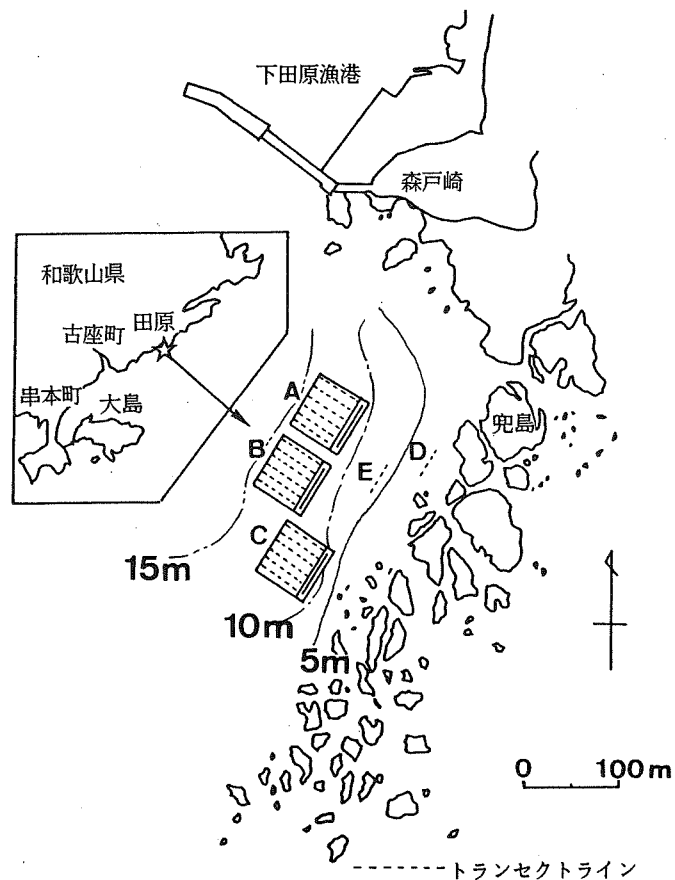 下田原漁港
森戸崎
和歌山県
古座町
田原
串本町
大島
兜島
A
B
C
E
D
15m
10m
5m
0
100m
トランセクトライン